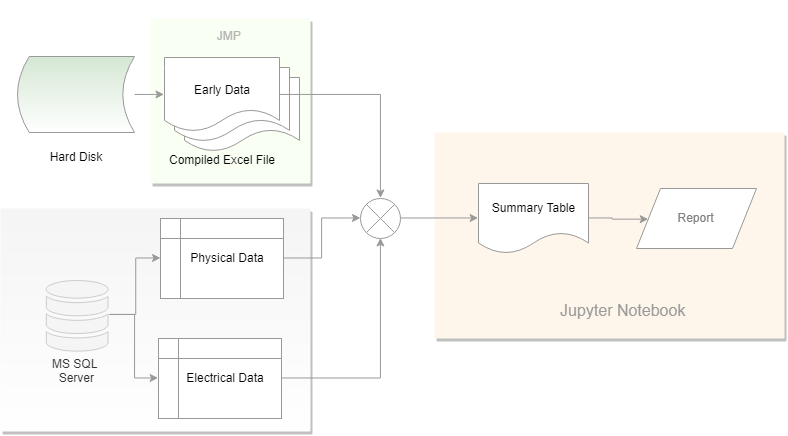 JMP
Early Data
Hard Disk
Compiled Excel File
Physical Data
MS SQL
Server
Electrical Data
Summary Table
Report
Jupyter Notebook